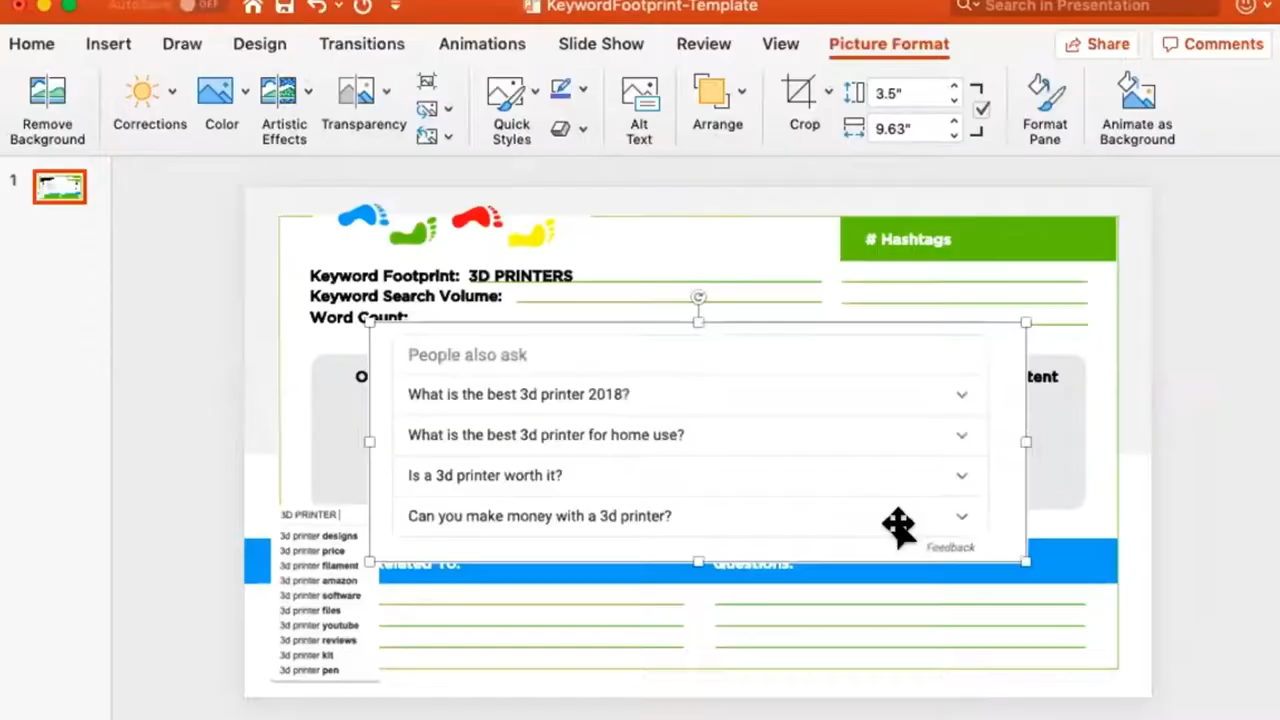 AutoSave OFF
KeywordFootprint-Template
Search in Presentation
Home Insert Draw Design Transitions Animations Slide Show Review View Picture Format Share Comments
Remove Background
Corrections
Color
Artistic Effects
Transparency
Quick Styles
Alt Text
Arrange
Crop
3.5"
9.63"
Format Pane
Animate as Background
1
# Hashtags
Keyword Footprint: 3D PRINTERS
Keyword Search Volume:
Word Count:
People also ask
What is the best 3d printer 2018?
What is the best 3d printer for home use?
Is a 3d printer worth it?
Can you make money with a 3d printer?
Feedback
O
tent
3D PRINTER
3d printer designs
3d printer price
3d printer filament
3d printer amazon
3d printer software
3d printer files
3d printer youtube
3d printer reviews
3d printer kit
3d printer pen
Related To:
Questions: